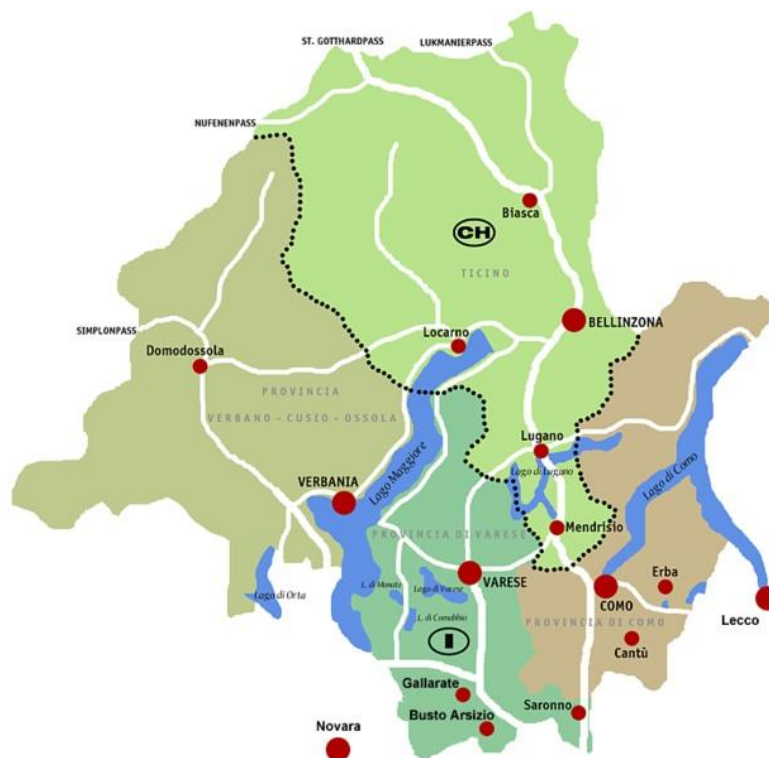 ST. GOTTHARDPASS
LUKMANIERPASS
NUFENENPASS
Biasca
CH
TICINO
SIMPLONPASS
Locarno
BELLINZONA
Domodossola
PROVINCIA
VERBANO - CUSIO - OSSOLA
Lago Maggiore
Lugano
Lago di Lugano
Lago di Como
VERBANIA
Mendrisio
PROVINCIA DI VARESE
Lago di Orta
L. di Monate
Lago di Varese
VARESE
Erba
COMO
L. di Comabbio
PROVINCIA DI COMO
Lecco
I
Cantù
Gallarate
Saronno
Busto Arsizio
Novara